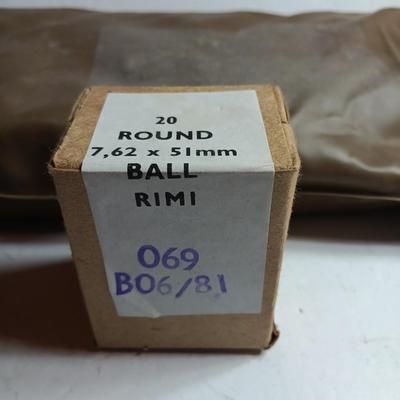 20
ROUND
7,62 x 51mm
BALL
RIMI
069
B06/81